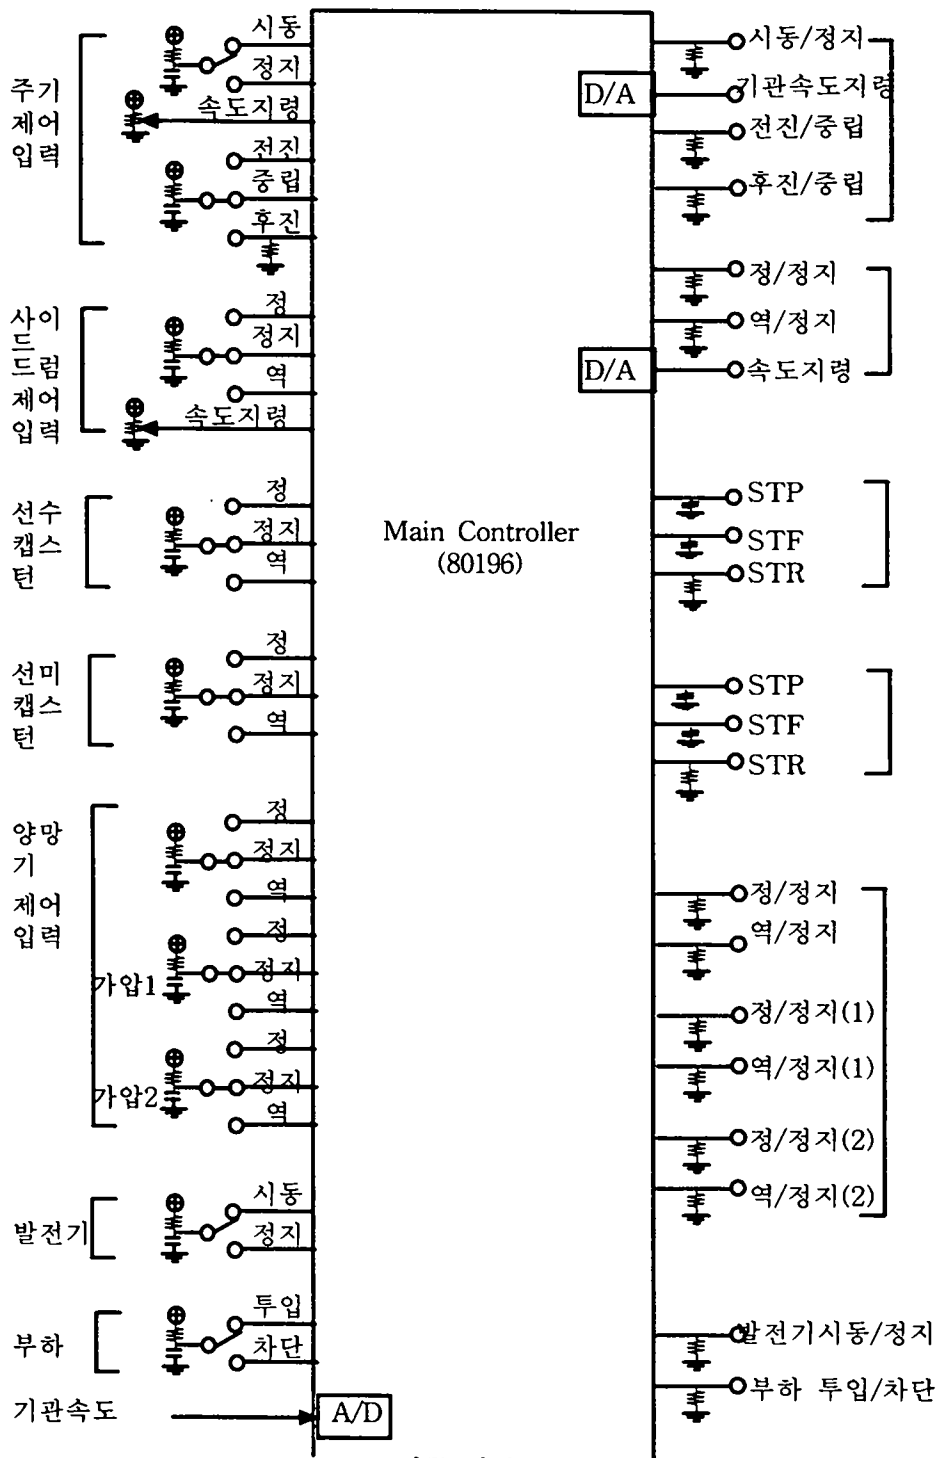 주기
제어
입력
시동
정지
속도지령
전진
중립
후진
사이
드
드럼
제어
입력
정
정지
역
속도지령
선수
캡스
턴
정
정지
역
선미
캡스
턴
정
정지
역
양망
기
제어
입력
정
정지
역
가압1
정
정지
역
가압2
정
정지
역
발전기
시동
정지
부하
투입
차단
기관속도
A/D
Main Controller
(80196)
시동/정지
D/A
기관속도지령
전진/중립
후진/중립
정/정지
역/정지
D/A
속도지령
STP
STF
STR
STP
STF
STR
정/정지
역/정지
정/정지(1)
역/정지(1)
정/정지(2)
역/정지(2)
발전기시동/정지
부하 투입/차단